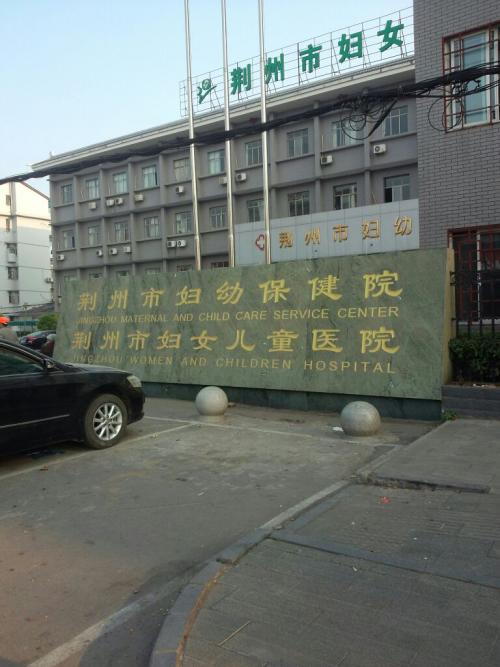 荆州市妇女
荆州市妇幼
荆州市妇幼保健院
JINGZHOU MATERNAL AND CHILD CARE SERVICE CENTER
荆州市妇女儿童医院
JINGZHOU WOMEN AND CHILDREN HOSPITAL